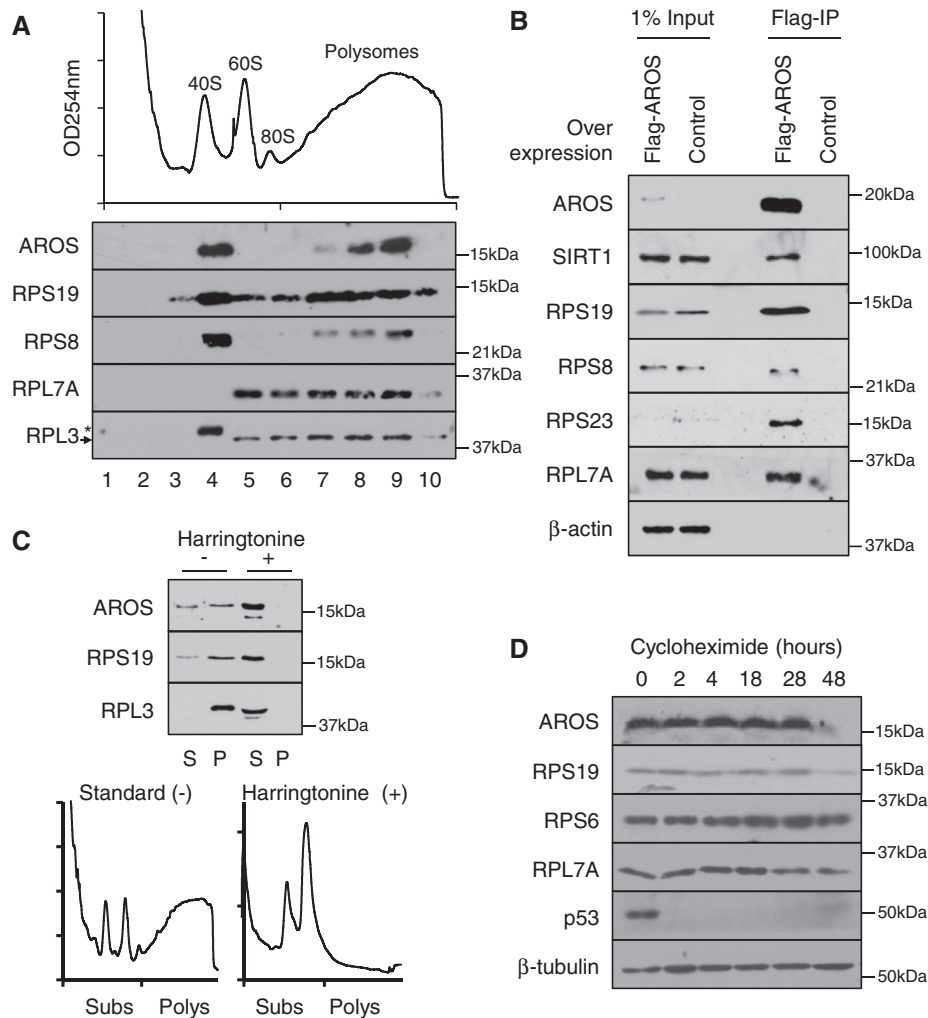 A
OD254nm
40S
60S
80S
Polysomes
AROS
15kDa
RPS19
15kDa
RPS8
21kDa
RPL7A
37kDa
RPL3
*
37kDa
1 2 3 4 5 6 7 8 9 10
B
1% Input Flag-IP
Over
expression
Flag-AROS
Control
Flag-AROS
Control
AROS
20kDa
SIRT1
100kDa
RPS19
15kDa
RPS8
21kDa
RPS23
15kDa
RPL7A
37kDa
β-actin
37kDa
C
Harringtonine
- +
AROS
15kDa
RPS19
15kDa
RPL3
37kDa
S P S P
Standard (-)
Harringtonine (+)
Subs Polys
Subs Polys
D
Cycloheximide (hours)
0 2 4 18 28 48
AROS
15kDa
RPS19
15kDa
RPS6
37kDa
RPL7A
37kDa
p53
50kDa
β-tubulin
50kDa